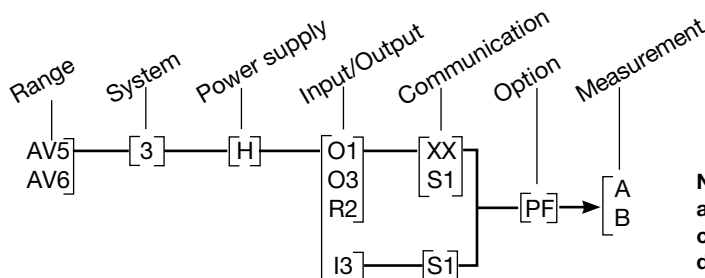 Range System Power supply Input/Output Communication Option Measurement
AV5 3 H O1 XX
AV6 O3 S1
R2 PF A
B
I3 S1
N
a
o
d